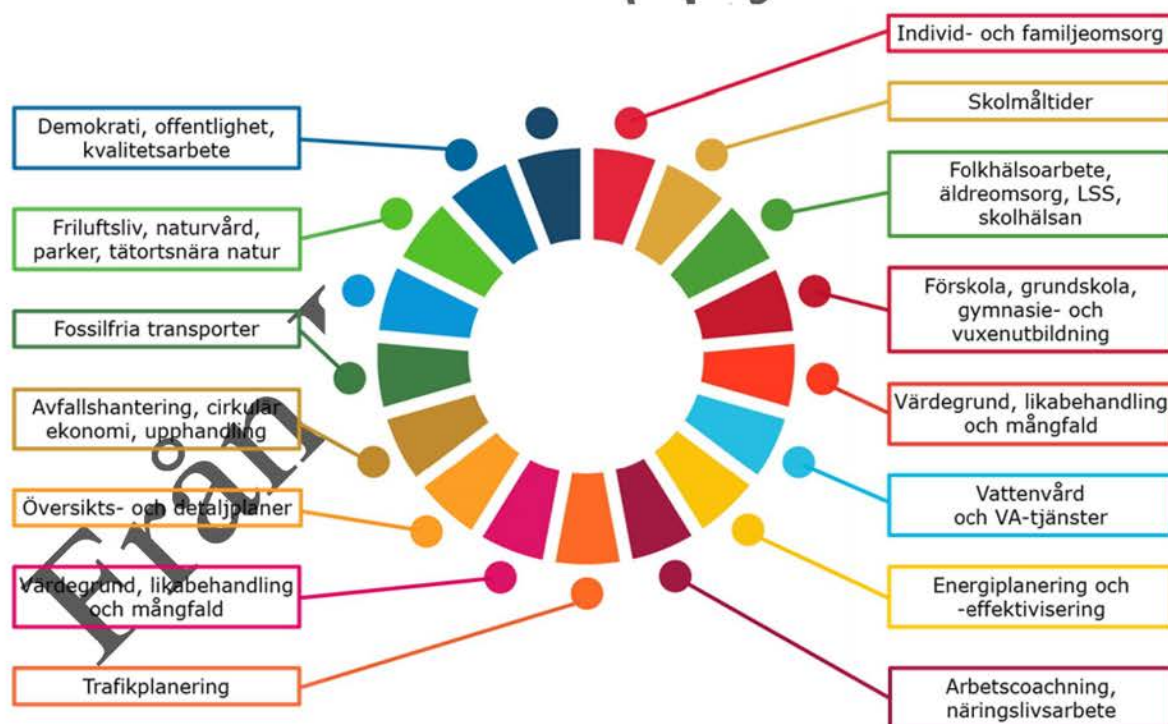 Demokrati, offentlighet,
kvalitetsarbete
Friluftsliv, naturvård,
parker, tätortsnära natur
Fossilfria transporter
Avfallshantering, cirkulär
ekonomi, upphandling
Översikts- och detaljplaner
Värdegrund, likabehandling
och mångfald
Trafikplanering
Individ- och familjeomsorg
Skolmåltider
Folkhälsoarbete,
äldreomsorg, LSS,
skolhälsan
Förskola, grundskola,
gymnasie- och
vuxenutbildning
Värdegrund, likabehandling
och mångfald
Vattenvård
och VA-tjänster
Energiplanering och
-effektivisering
Arbetscoachning,
näringslivsarbete
Från